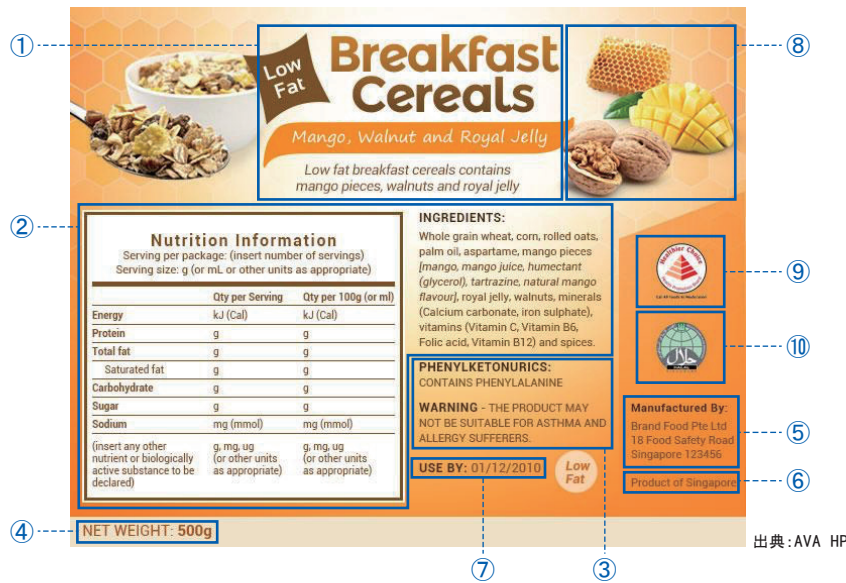 ①
Low
Fat
Breakfast
Cereals
Mango, Walnut and Royal Jelly
Low fat breakfast cereals contains
mango pieces, walnuts and royal jelly
⑧
②
Nutrition Information
Serving per package: (insert number of servings)
Serving size: g (or mL or other units as appropriate)
Qty per Serving Qty per 100g (or ml)
Energy kJ (Cal) kJ (Cal)
Protein g g
Total fat g g
Saturated fat g g
Carbohydrate g g
Sugar g g
Sodium mg (mmol) mg (mmol)
(insert any other g, mg, ug g, mg, ug
nutrient or biologically (or other units (or other units
active substance to be as appropriate) as appropriate)
declared)
INGREDIENTS:
Whole grain wheat, corn, rolled oats,
palm oil, aspartame, mango pieces
[mango, mango juice, humectant
(glycerol), tartrazine, natural mango
flavour], royal jelly, walnuts, minerals
(Calcium carbonate, iron sulphate),
vitamins (Vitamin C, Vitamin B6,
Folic acid, Vitamin B12) and spices.
PHENYLKETONURICS:
CONTAINS PHENYLALANINE
WARNING - THE PRODUCT MAY
NOT BE SUITABLE FOR ASTHMA AND
ALLERGY SUFFERERS.
USE BY: 01/12/2010
Low
Fat
Healthier Choice
⑨
حلال
⑩
Manufactured By:
Brand Food Pte Ltd
18 Food Safety Road
Singapore 123456
⑤
Product of Singapore
⑥
④
NET WEIGHT: 500g
⑦
③
出典:AVA HP